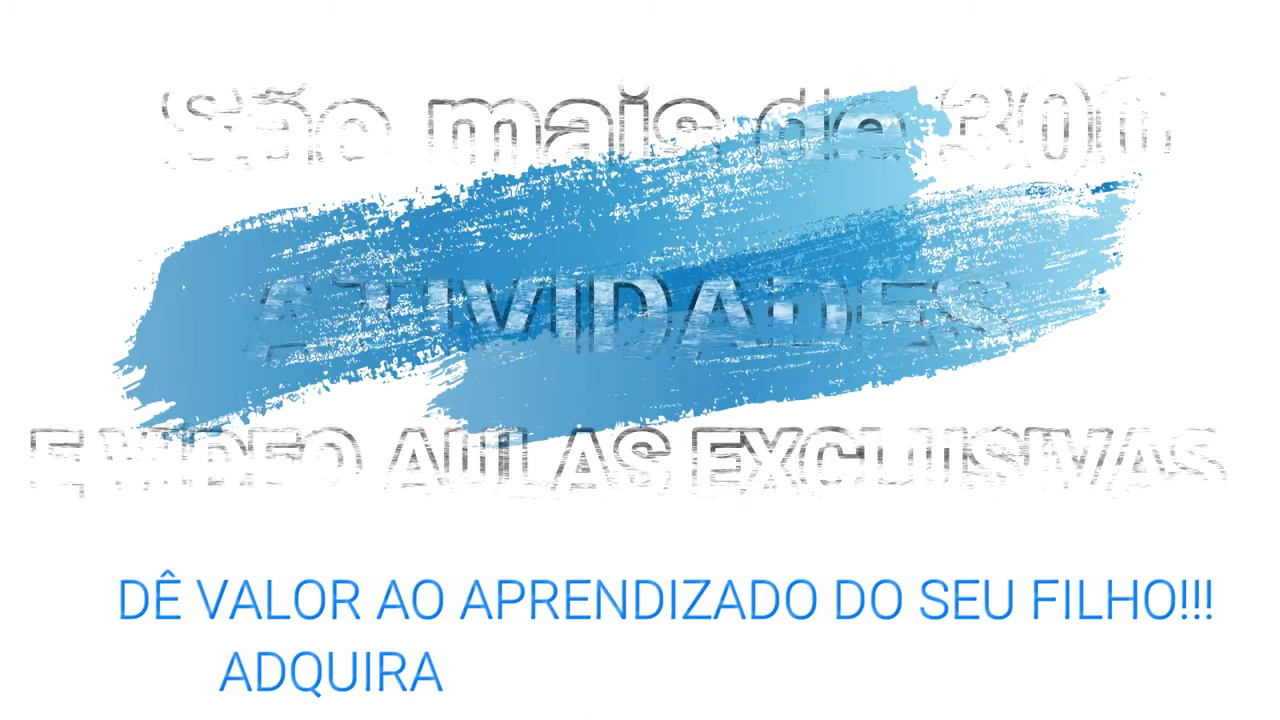 São mais de 300
ATIVIDADES
E VIDEO AULAS EXCLUSIVAS
DÊ VALOR AO APRENDIZADO DO SEU FILHO!!!
ADQUIRA